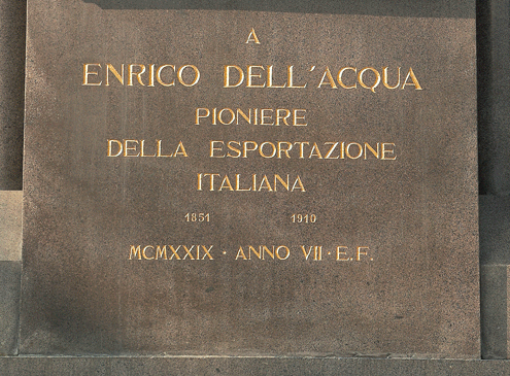 A
ENRICO DELL'ACQUA
PIONIERE
DELLA ESPORTAZIONE
ITALIANA
1851 1910
MCMXXIX · ANNO VII · E.F.